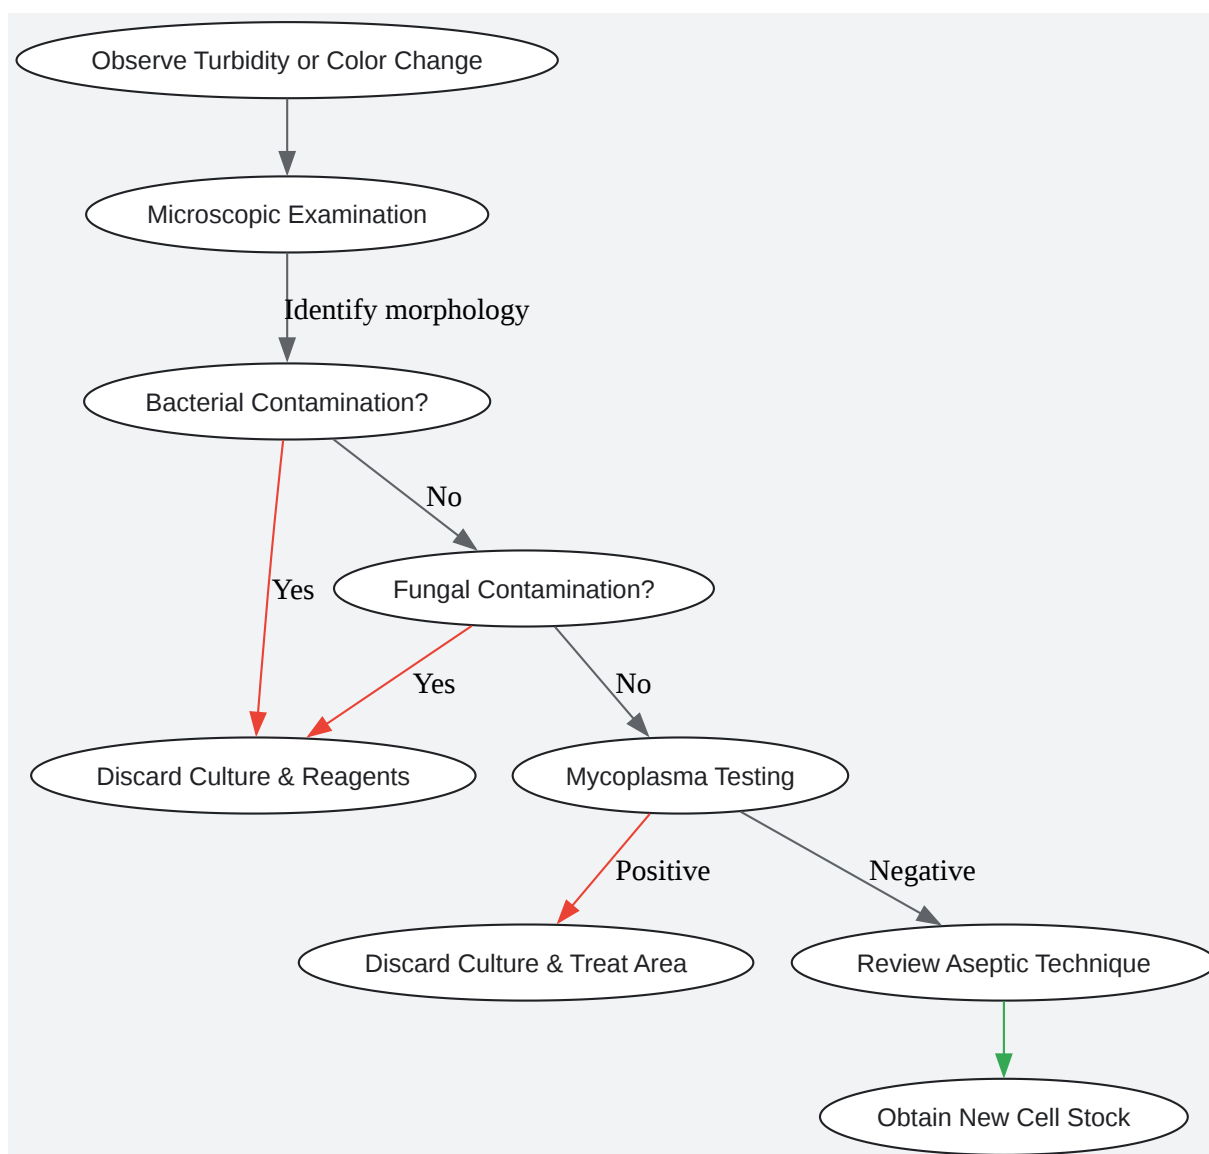 Observe Turbidity or Color Change
Microscopic Examination
Identify morphology
Bacterial Contamination?
No
Yes
Fungal Contamination?
Yes
No
Discard Culture & Reagents
Mycoplasma Testing
Positive
Negative
Discard Culture & Treat Area
Review Aseptic Technique
Obtain New Cell Stock